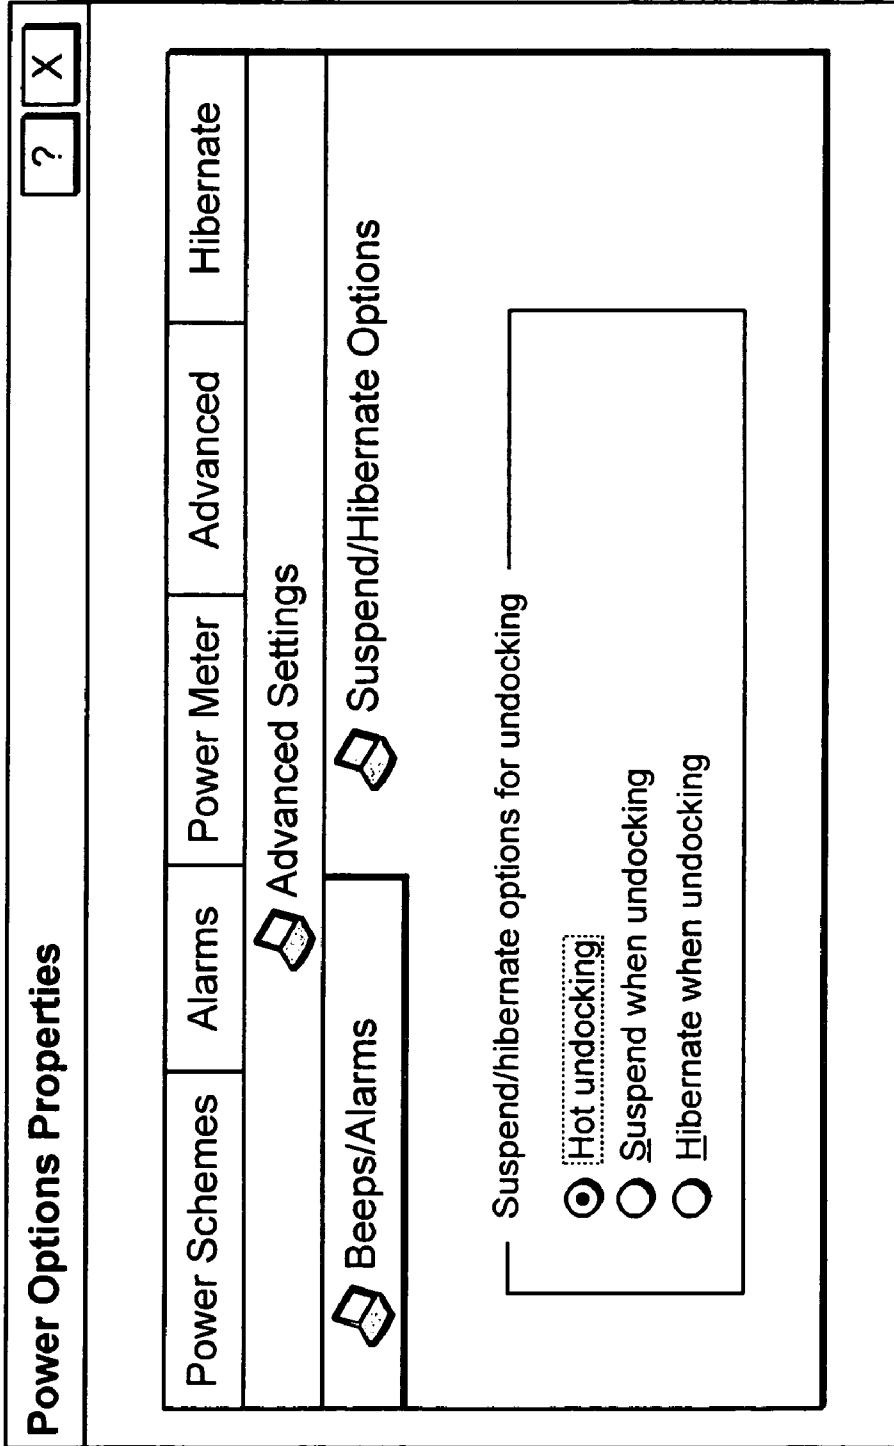 Power Options Properties ? X
Power Schemes Alarms Power Meter Advanced Hibernate
Advanced Settings
Beeps/Alarms Suspend/Hibernate Options
Suspend/hibernate options for undocking
Hot undocking
Suspend when undocking
Hibernate when undocking